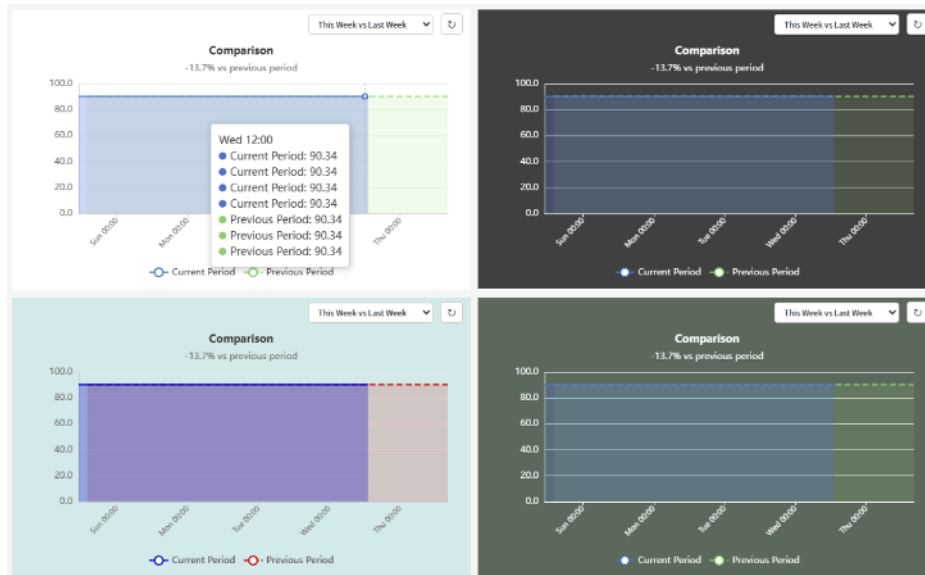 This Week vs Last Week ↻
Comparison
-13.7% vs previous period
100.0
80.0
60.0
40.0
20.0
0.0
Wed 12:00
Current Period: 90.34
Current Period: 90.34
Current Period: 90.34
Current Period: 90.34
Previous Period: 90.34
Previous Period: 90.34
Previous Period: 90.34
Sun 00:00 Mon 00:00 Thu 00:00
Current Period Previous Period
This Week vs Last Week ↻
Comparison
-13.7% vs previous period
100.0
80.0
60.0
40.0
20.0
0.0
Sun 00:00 Mon 00:00 Tue 00:00 Wed 00:00 Thu 00:00
Current Period Previous Period
This Week vs Last Week ↻
Comparison
-13.7% vs previous period
100.0
80.0
60.0
40.0
20.0
0.0
Sun 00:00 Mon 00:00 Tue 00:00 Wed 00:00 Thu 00:00
Current Period Previous Period
This Week vs Last Week ↻
Comparison
-13.7% vs previous period
100.0
80.0
60.0
40.0
20.0
0.0
Sun 00:00 Mon 00:00 Tue 00:00 Wed 00:00 Thu 00:00
Current Period Previous Period